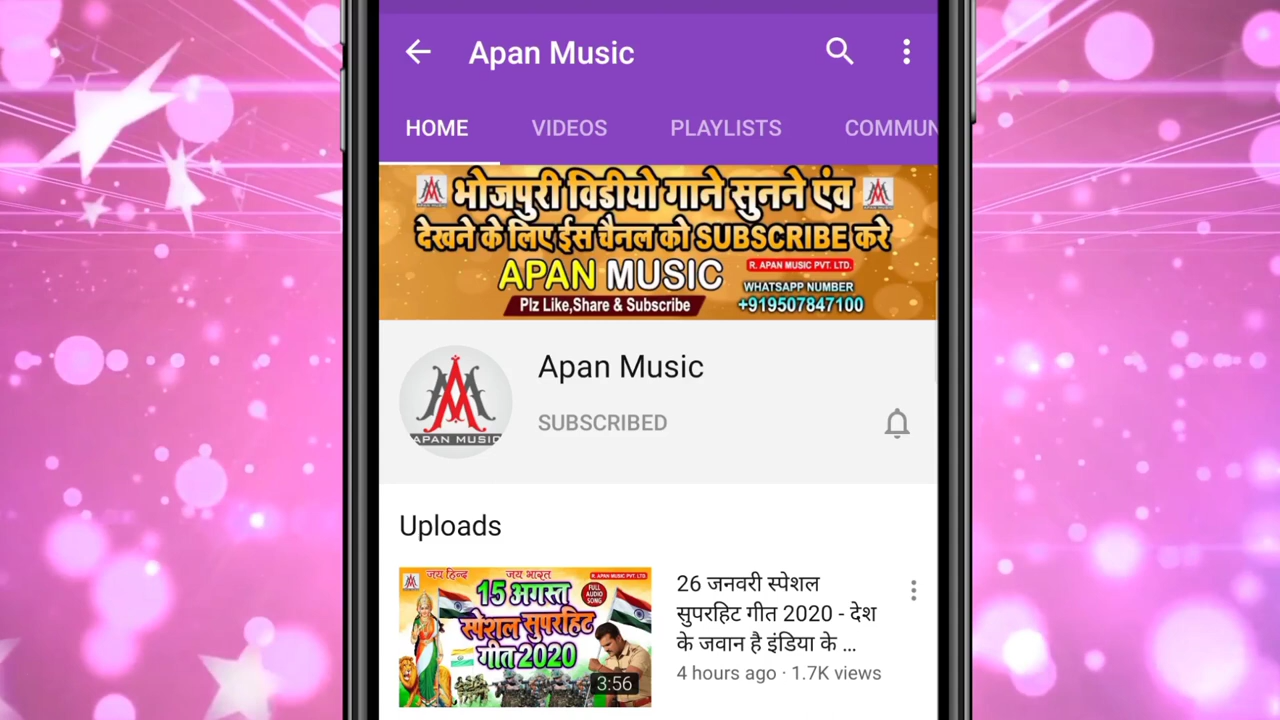 Apan Music
HOME VIDEOS PLAYLISTS COMMUN
भोजपुरी विडीयो गाने सुनने एंव
देखने के लिए ईस चैनल को SUBSCRIBE करे
APAN MUSIC
R. APAN MUSIC PVT. LTD.
Plz Like,Share & Subscribe
WHATSAPP NUMBER
+919507847100
Apan Music
SUBSCRIBED
APAN MUSIC
Uploads
जय हिन्द जय भारत
R. APAN MUSIC PVT. LTD
15 अगस्त
FULL
AUDIO
SONG
स्पेशल सुपरहिट
गीत 2020
3:56
26 जनवरी स्पेशल
सुपरहिट गीत 2020 - देश
के जवान है इंडिया के ...
4 hours ago · 1.7K views